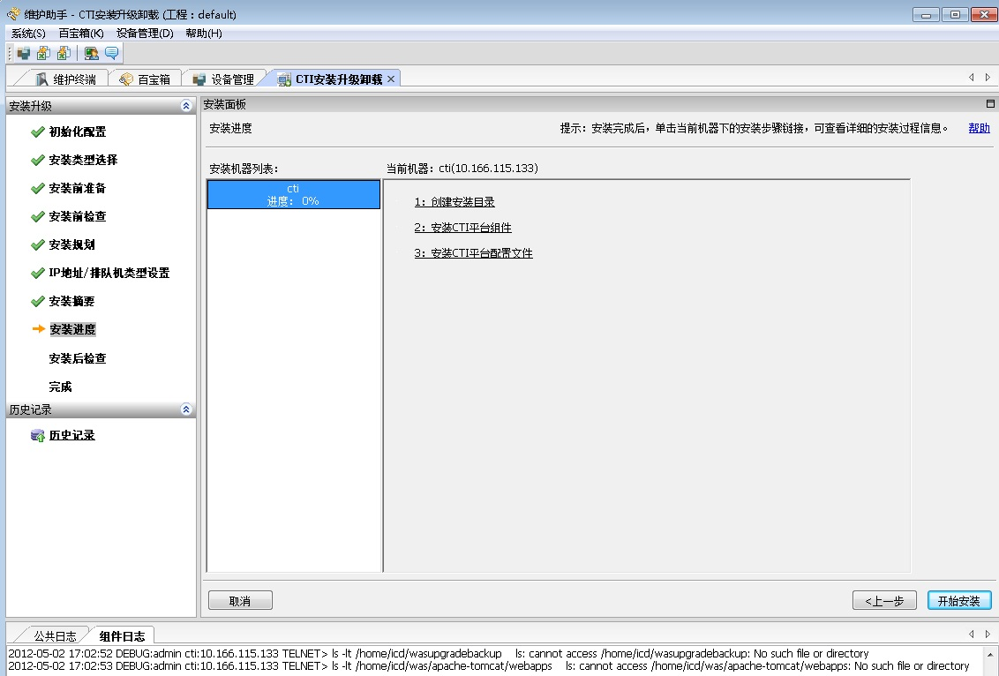 维护助手 - CTI安装升级卸载 (工程：default)
系统(S) 百宝箱(K) 设备管理(D) 帮助(H)
维护终端 百宝箱 设备管理 CTI安装升级卸载
安装升级
初始化配置
安装类型选择
安装前准备
安装前检查
安装规划
IP地址/排队机类型设置
安装摘要
安装进度
安装后检查
完成
历史记录
历史记录
安装面板
安装进度 提示：安装完成后，单击当前机器下的安装步骤链接，可查看详细的安装过程信息。 帮助
安装机器列表： 当前机器：cti(10.166.115.133)
cti
进度： 0%
1：创建安装目录
2：安装CTI平台组件
3：安装CTI平台配置文件
取消 <上一步 开始安装
公共日志 组件日志
2012-05-02 17:02:52 DEBUG:admin cti:10.166.115.133 TELNET> ls -lt /home/icd/wasupgradebackup ls: cannot access /home/icd/wasupgradebackup: No such file or directory
2012-05-02 17:02:53 DEBUG:admin cti:10.166.115.133 TELNET> ls -lt /home/icd/was/apache-tomcat/webapps ls: cannot access /home/icd/was/apache-tomcat/webapps: No such file or directory